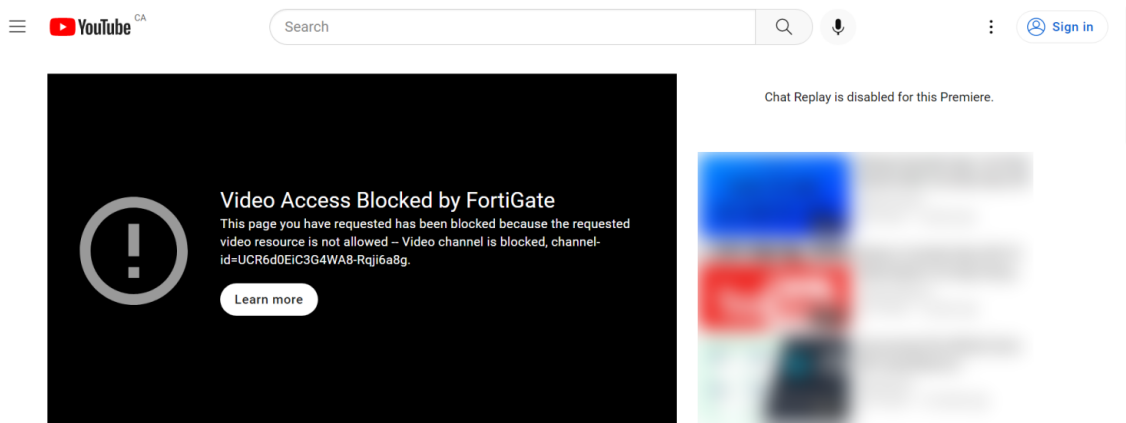 YouTube CA
Search
Sign in
Chat Replay is disabled for this Premiere.
Video Access Blocked by FortiGate
This page you have requested has been blocked because the requested
video resource is not allowed -- Video channel is blocked, channel-
id=UCR6d0EiC3G4WA8-Rqji6a8g.
Learn more